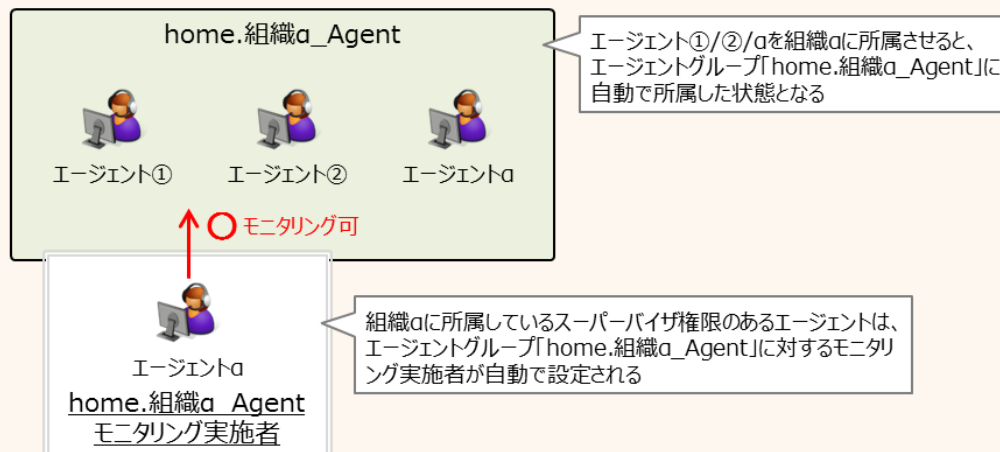 home.組織α_Agent
エージェント①/②/αを組織αに所属させると、
エージェントグループ「home.組織α_Agent」に
自動で所属した状態となる
エージェント①
エージェント②
エージェントα
モニタリング可
組織αに所属しているスーパーバイザ権限のあるエージェントは、
エージェントグループ「home.組織α_Agent」に対するモニタリ
ング実施者が自動で設定される
エージェントα
home.組織α_Agent
モニタリング実施者